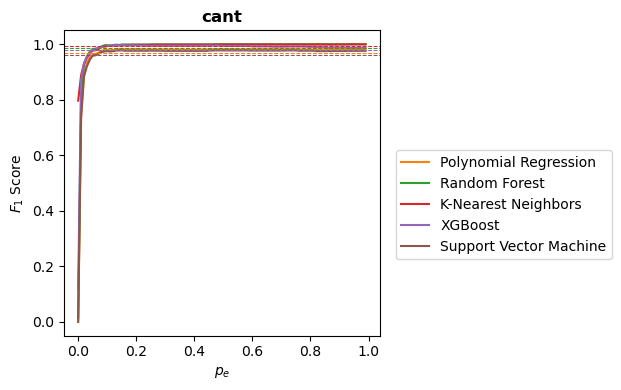 cant
1.0
0.8
0.6
0.4
0.2
0.0
F₁ Score
0.0 0.2 0.4 0.6 0.8 1.0
pₑ
Polynomial Regression
Random Forest
K-Nearest Neighbors
XGBoost
Support Vector Machine